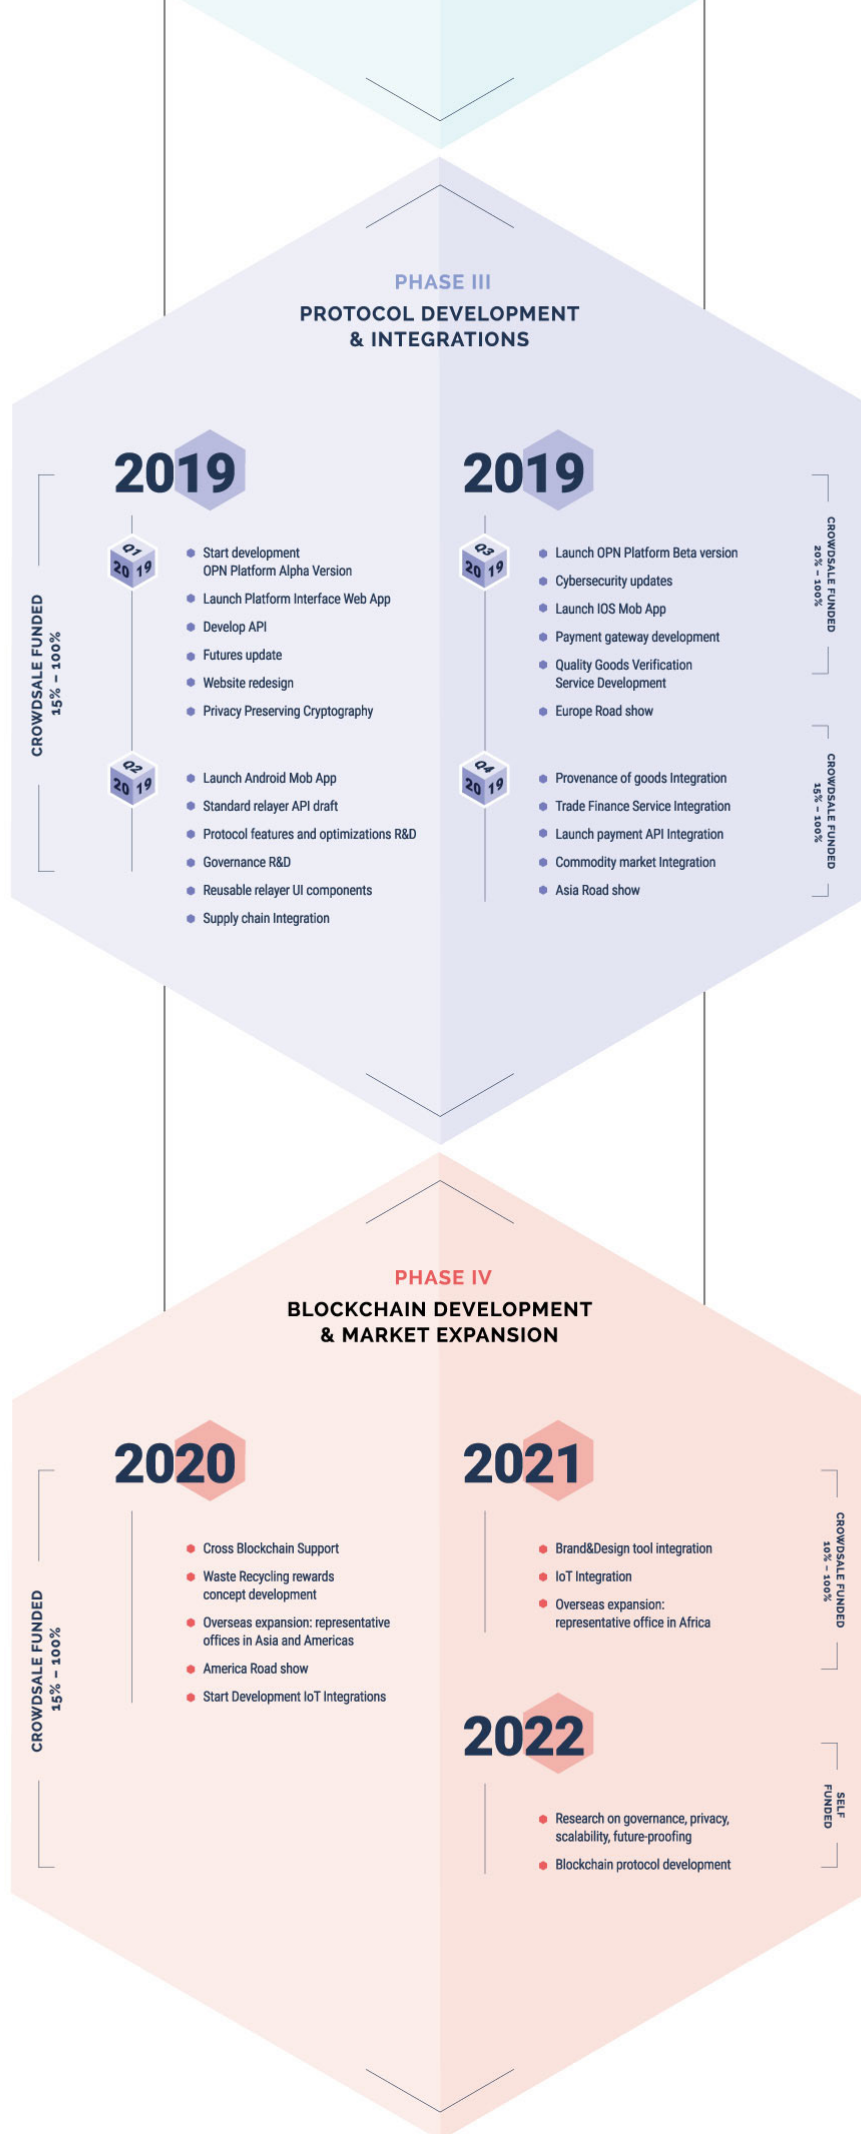 PHASE III
PROTOCOL DEVELOPMENT
& INTEGRATIONS
CROWDSALE FUNDED
15% – 100%
2019
Q1
20 19
Start development
OPN Platform Alpha Version
Launch Platform Interface Web App
Develop API
Futures update
Website redesign
Privacy Preserving Cryptography
Q2
20 19
Launch Android Mob App
Standard relayer API draft
Protocol features and optimizations R&D
Governance R&D
Reusable relayer UI components
Supply chain Integration
2019
Q3
20 19
Launch OPN Platform Beta version
Cybersecurity updates
Launch IOS Mob App
Payment gateway development
Quality Goods Verification
Service Development
Europe Road show
CROWDSALE FUNDED
20% – 100%
Q4
20 19
Provenance of goods Integration
Trade Finance Service Integration
Launch payment API Integration
Commodity market Integration
Asia Road show
CROWDSALE FUNDED
15% – 100%
PHASE IV
BLOCKCHAIN DEVELOPMENT
& MARKET EXPANSION
CROWDSALE FUNDED
15% – 100%
2020
Cross Blockchain Support
Waste Recycling rewards
concept development
Overseas expansion: representative
offices in Asia and Americas
America Road show
Start Development IoT Integrations
2021
Brand&Design tool integration
IoT Integration
Overseas expansion:
representative office in Africa
CROWDSALE FUNDED
10% – 100%
2022
Research on governance, privacy,
scalability, future-proofing
Blockchain protocol development
SELF
FUNDED